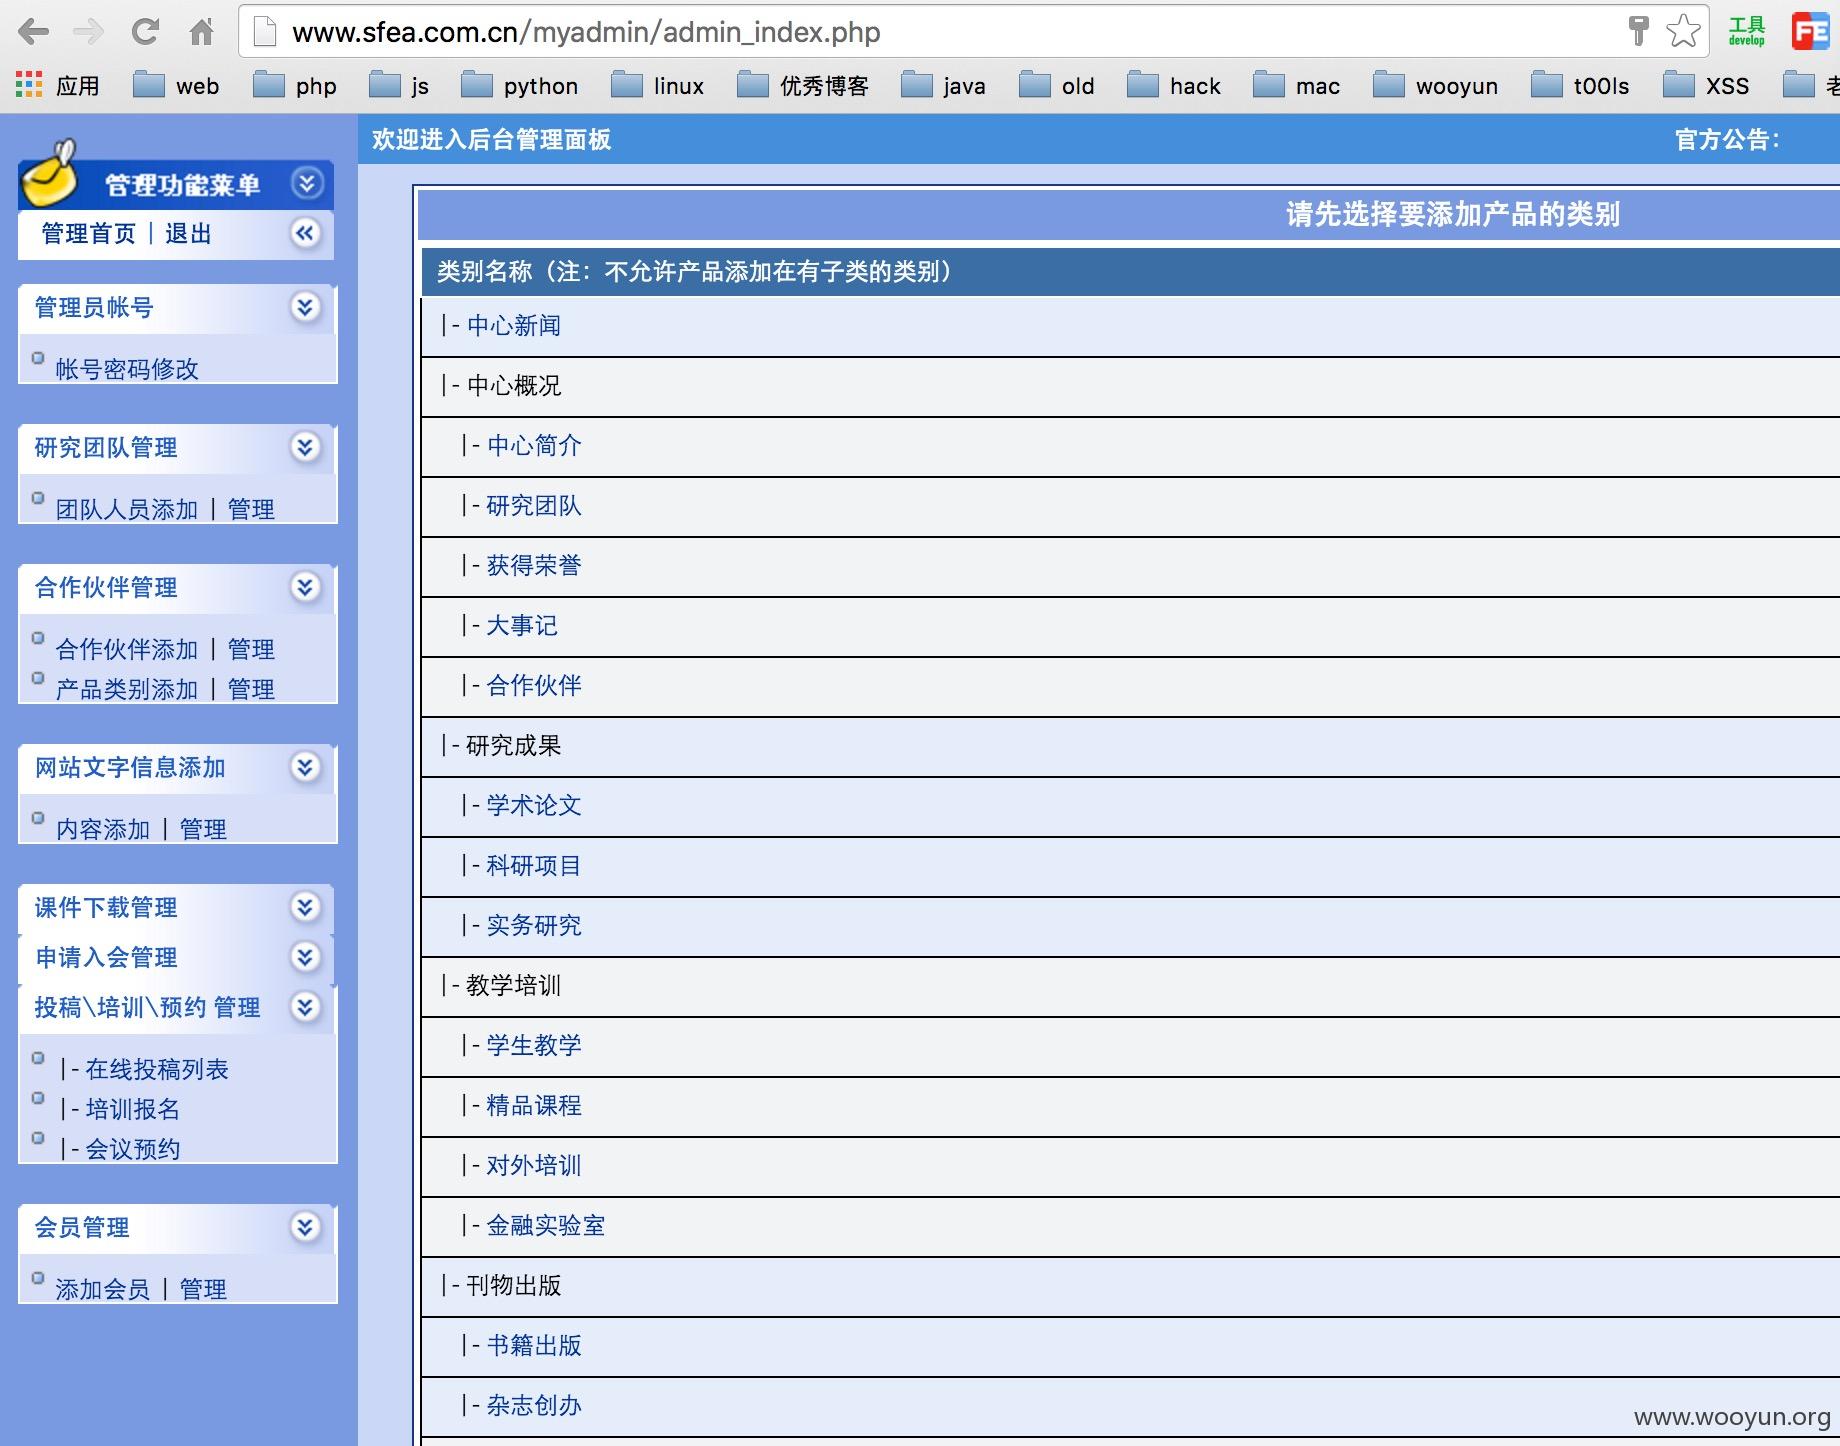 www.sfea.com.cn/myadmin/admin_index.php
工具
develop
FE
应用 web php js python linux 优秀博客 java old hack mac wooyun t00ls XSS
欢迎进入后台管理面板 官方公告：
管理功能菜单
管理首页 | 退出
管理员帐号
帐号密码修改
研究团队管理
团队人员添加 | 管理
合作伙伴管理
合作伙伴添加 | 管理
产品类别添加 | 管理
网站文字信息添加
内容添加 | 管理
课件下载管理
申请入会管理
投稿\培训\预约 管理
|- 在线投稿列表
|- 培训报名
|- 会议预约
会员管理
添加会员 | 管理
请先选择要添加产品的类别
类别名称（注：不允许产品添加在有子类的类别）
|- 中心新闻
|- 中心概况
|- 中心简介
|- 研究团队
|- 获得荣誉
|- 大事记
|- 合作伙伴
|- 研究成果
|- 学术论文
|- 科研项目
|- 实务研究
|- 教学培训
|- 学生教学
|- 精品课程
|- 对外培训
|- 金融实验室
|- 刊物出版
|- 书籍出版
|- 杂志创办
www.wooyun.org